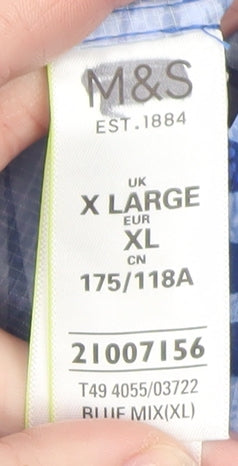 M&S
EST.1884
UK
X LARGE
EUR
XL
CN
175/118A
21007156
T49 4055/03722
BLUE MIX(XL)